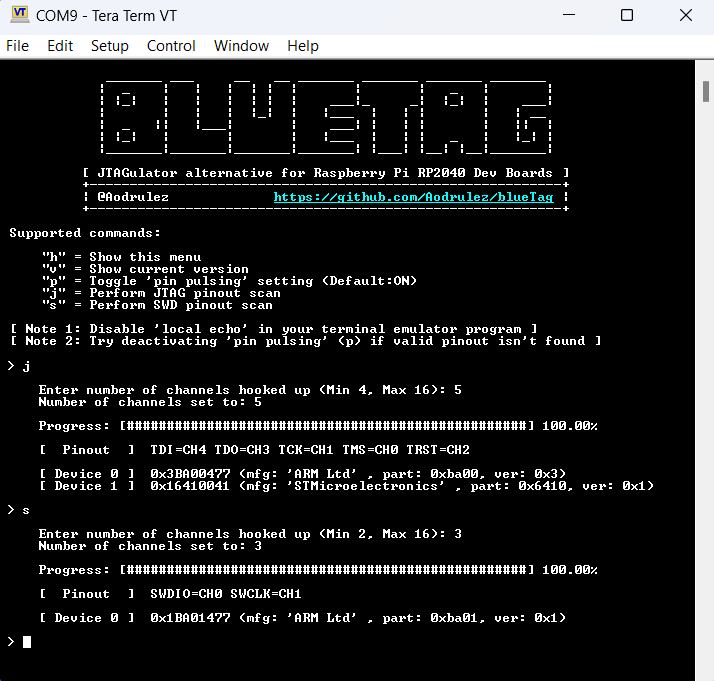 COM9 - Tera Term VT
File Edit Setup Control Window Help
BLUETAG
[ JTAGulator alternative for Raspberry Pi RP2040 Dev Boards ]
@Aodrulez https://github.com/Aodrulez/blueTag
Supported commands:
"h" = Show this menu
"v" = Show current version
"p" = Toggle 'pin pulsing' setting (Default:ON)
"j" = Perform JTAG pinout scan
"s" = Perform SWD pinout scan
[ Note 1: Disable 'local echo' in your terminal emulator program ]
[ Note 2: Try deactivating 'pin pulsing' (p) if valid pinout isn't found ]
> j
Enter number of channels hooked up (Min 4, Max 16): 5
Number of channels set to: 5
Progress: [##################################################] 100.00%
[ Pinout ] TDI=CH4 TDO=CH3 TCK=CH1 TMS=CH0 TRST=CH2
[ Device 0 ] 0x3BA00477 (mfg: 'ARM Ltd' , part: 0xba00, ver: 0x3)
[ Device 1 ] 0x16410041 (mfg: 'STMicroelectronics' , part: 0x6410, ver: 0x1)
> s
Enter number of channels hooked up (Min 2, Max 16): 3
Number of channels set to: 3
Progress: [##################################################] 100.00%
[ Pinout ] SWDIO=CH0 SWCLK=CH1
[ Device 0 ] 0x1BA01477 (mfg: 'ARM Ltd' , part: 0xba01, ver: 0x1)
>